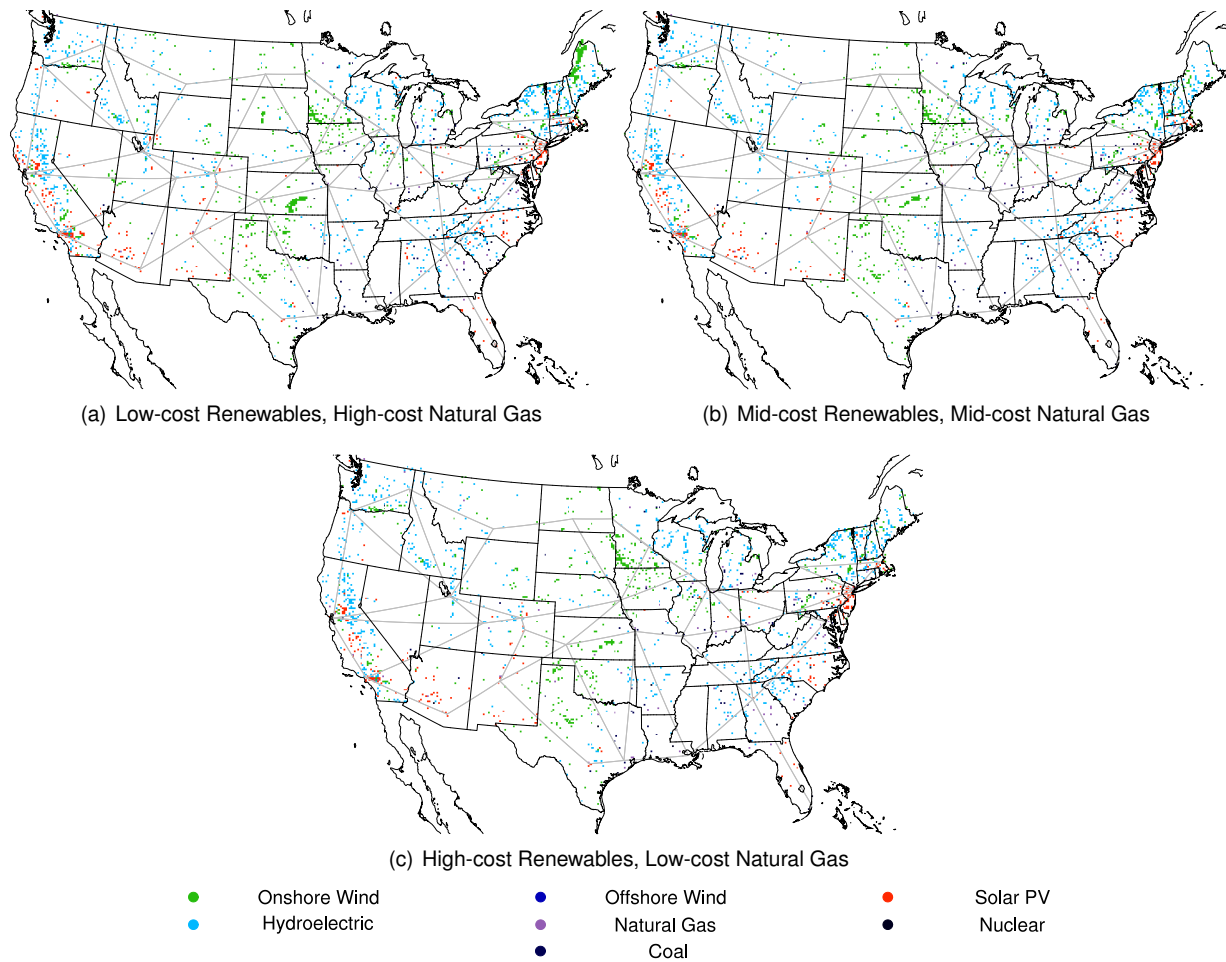 (a) Low-cost Renewables, High-cost Natural Gas
(b) Mid-cost Renewables, Mid-cost Natural Gas
(c) High-cost Renewables, Low-cost Natural Gas
Onshore Wind
Offshore Wind
Solar PV
Hydroelectric
Natural Gas
Nuclear
Coal